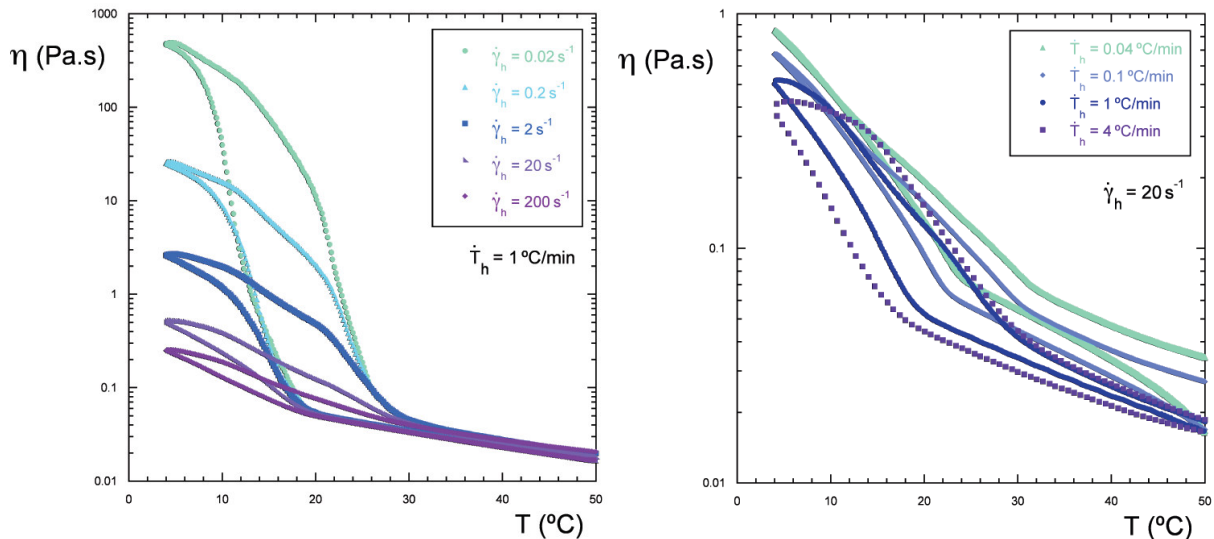 η (Pa.s)
1000
100
10
1
0.1
0.01
0
10
20
30
40
50
T (ºC)
γ̇h = 0.02 s-1
γ̇h = 0.2 s-1
γ̇h = 2 s-1
γ̇h = 20 s-1
γ̇h = 200 s-1
Ṫh = 1 ºC/min
η (Pa.s)
1
0.1
0.01
0
10
20
30
40
50
T (ºC)
Ṫh = 0.04 ºC/min
Ṫh = 0.1 ºC/min
Ṫh = 1 ºC/min
Ṫh = 4 ºC/min
γ̇h = 20 s-1